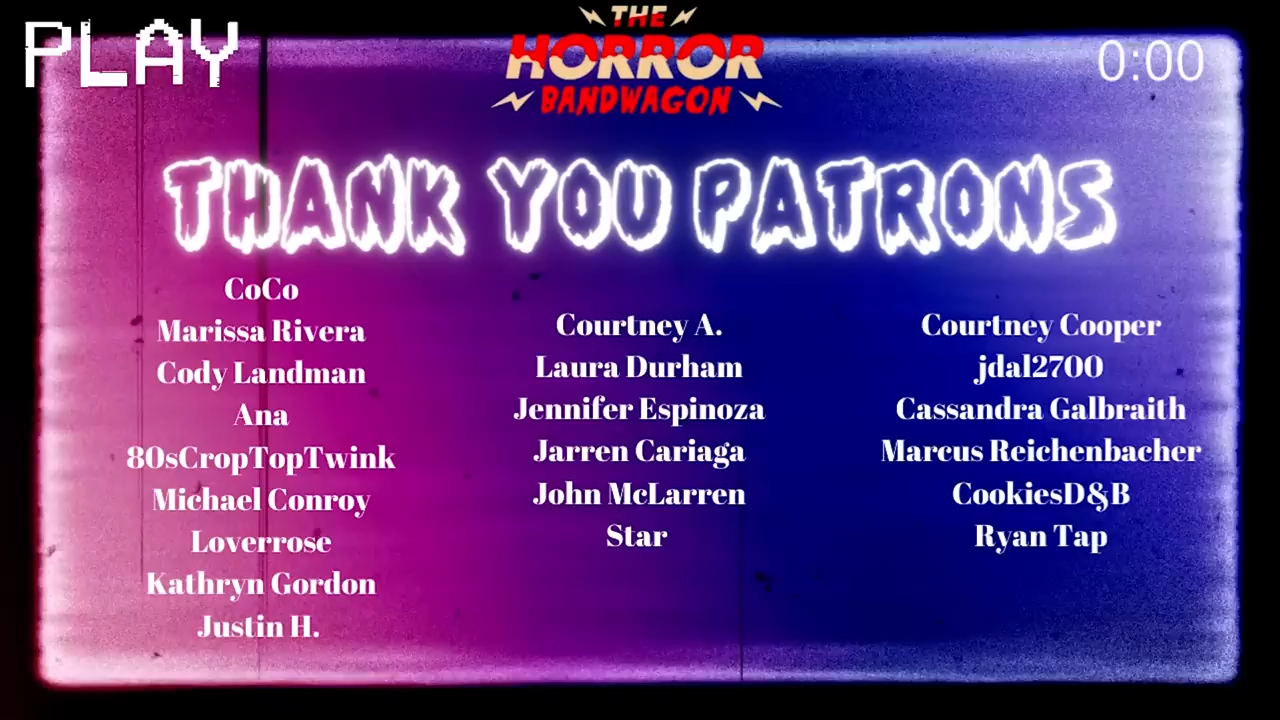 PLAY
THE
HORROR
BANDWAGON
0:00
THANK YOU PATRONS
CoCo
Marissa Rivera
Cody Landman
Ana
80sCropTopTwink
Michael Conroy
Loverrose
Kathryn Gordon
Justin H.
Courtney A.
Laura Durham
Jennifer Espinoza
Jarren Cariaga
John McLarren
Star
Courtney Cooper
jdal2700
Cassandra Galbraith
Marcus Reichenbacher
CookiesD&B
Ryan Tap